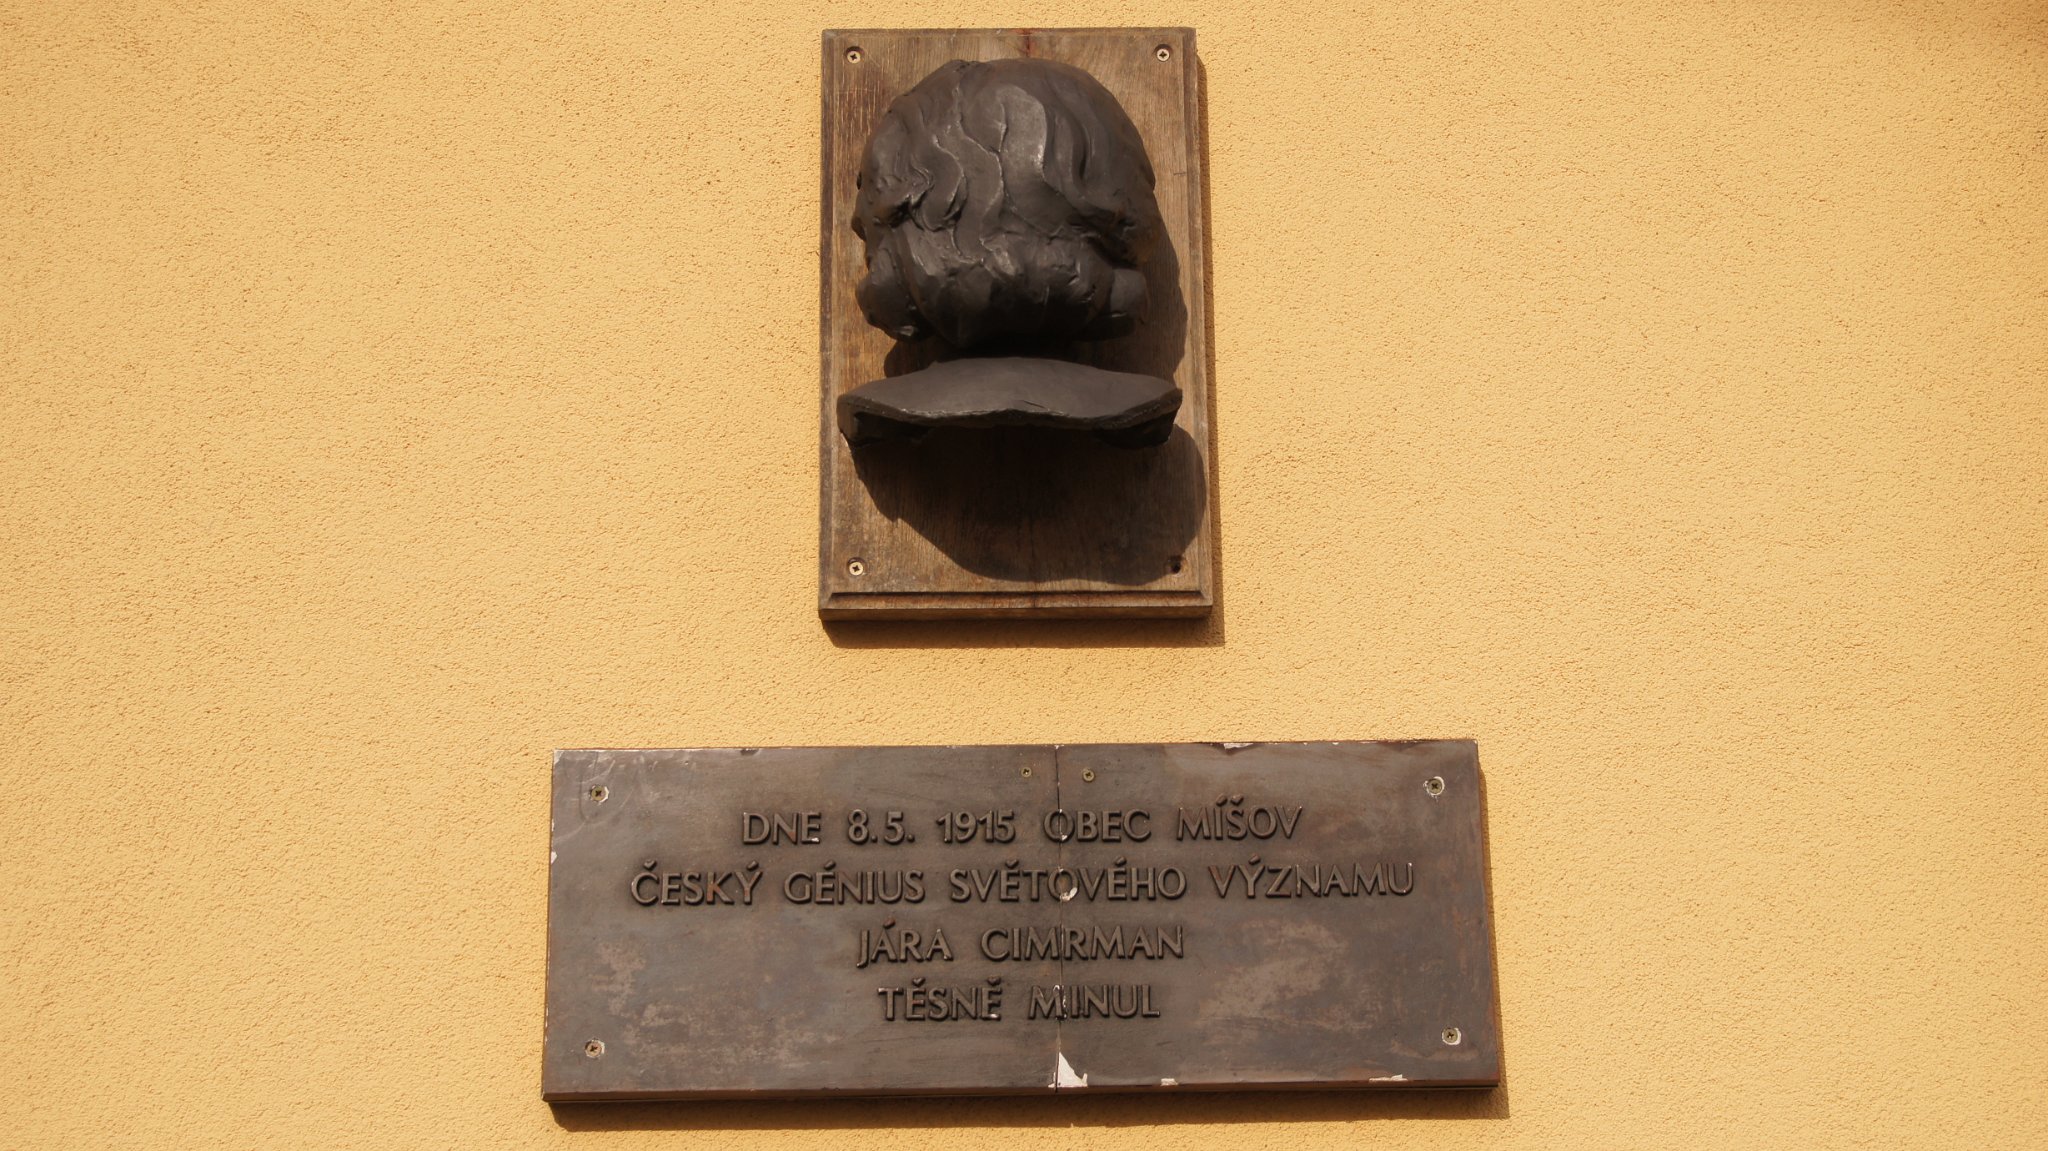 DNE 8.5. 1915 OBEC MÍŠOV
ČESKÝ GÉNIUS SVĚTOVÉHO VÝZNAMU
JÁRA CIMRMAN
TĚSNĚ MINUL